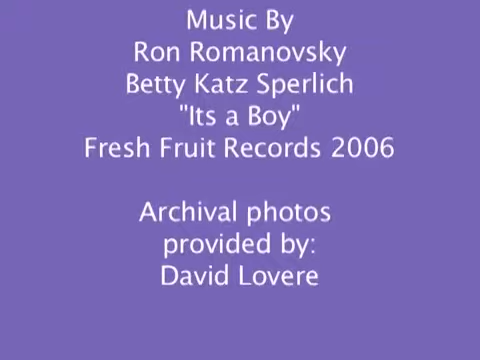 Music By
Ron Romanovsky
Betty Katz Sperlich
"Its a Boy"
Fresh Fruit Records 2006
Archival photos
provided by:
David Lovere